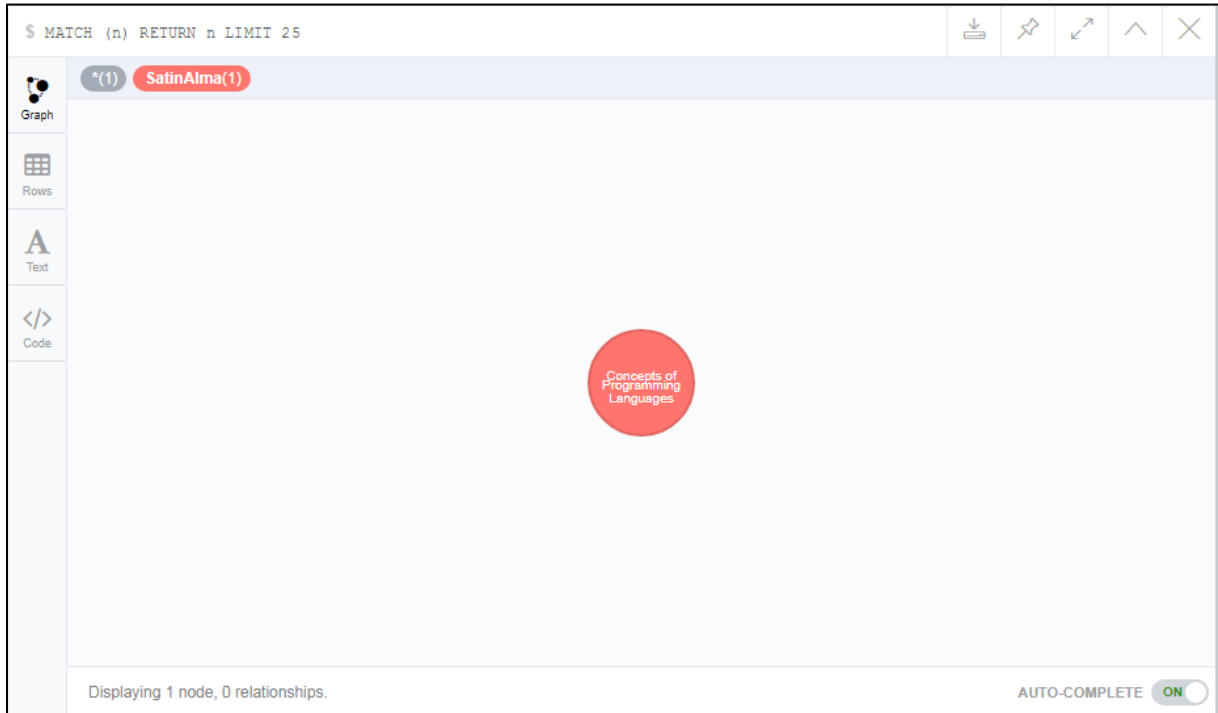 $ MATCH (n) RETURN n LIMIT 25
*(1) SatinAlma(1)
Graph
Rows
A
Text
</>
Code
Concepts of
Programming
Languages
Displaying 1 node, 0 relationships.
AUTO-COMPLETE ON